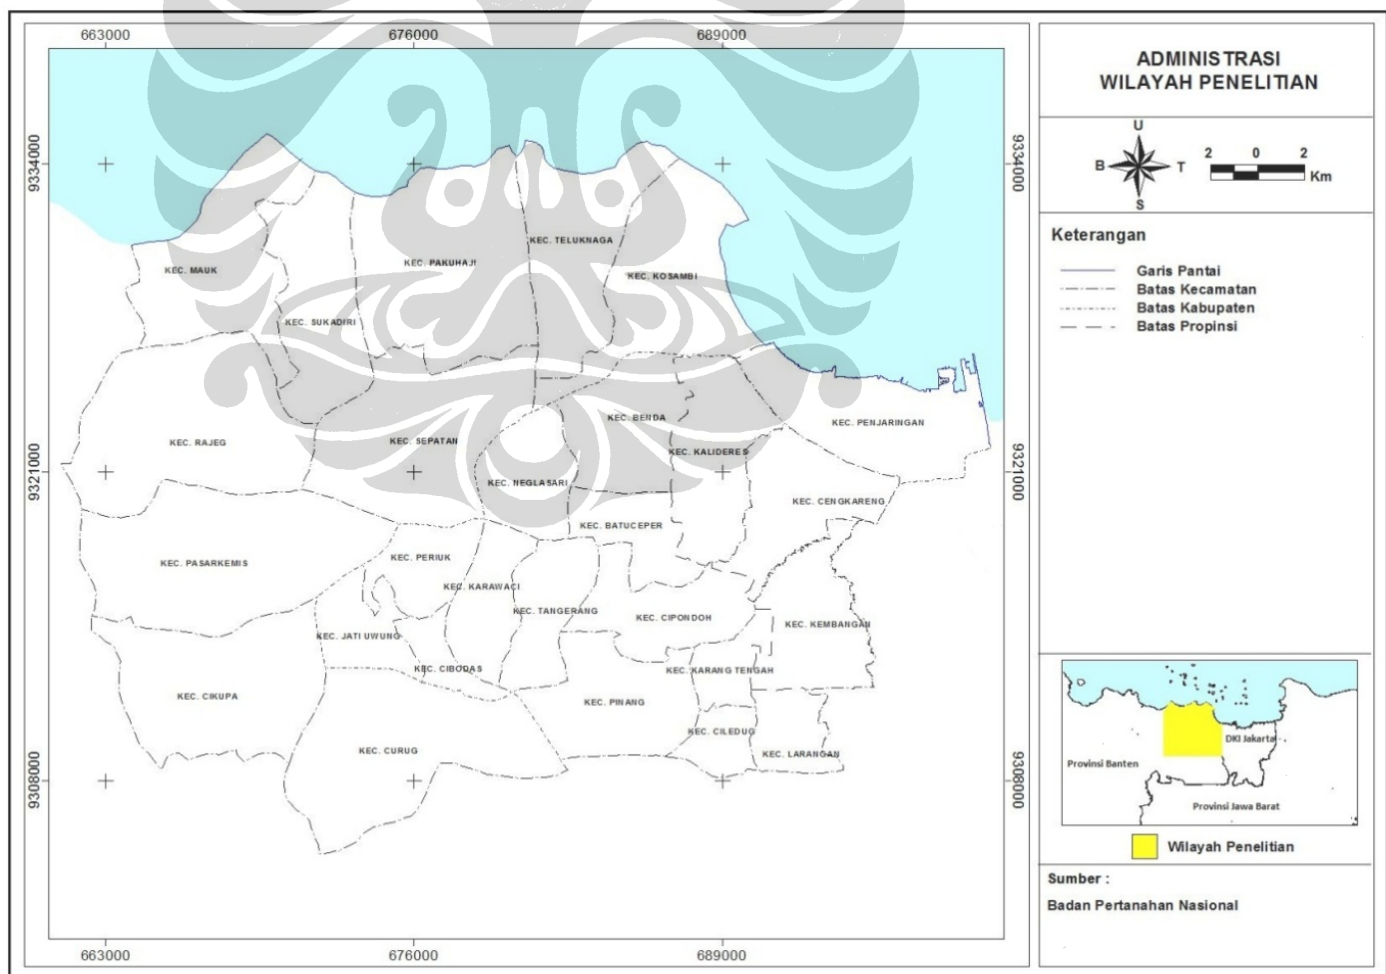 663000
676000
689000
9334000
9334000
KEC. TELUKNAGA
KEC. PAKUHAJI
KEC. MAUK
KEC. KOSAMBI
KEC. SUKADIRI
KEC. BENDA
KEC. PENJARINGAN
KEC. RAJEG
KEC. SEPATAN
KEC. KALIDERES
9321000
9321000
KEC. NEGLASARI
KEC. CENGKARENG
KEC. BATUCEPER
KEC. PASARKEMIS
KEC. PERIUK
KEC. KARAWACI
KEC. TANGERANG
KEC. CIPONDOH
KEC. KEMBANGAN
KEC. JATI UWUNG
KEC. CIBODAS
KEC. KARANG TENGAH
KEC. CIKUPA
KEC. PINANG
KEC. CILEDUG
KEC. CURUG
KEC. LARANGAN
9308000
9308000
663000
676000
689000
ADMINISTRASI
WILAYAH PENELITIAN
U
B
T
S
2 0 2
Km
Keterangan
Garis Pantai
Batas Kecamatan
Batas Kabupaten
Batas Propinsi
DKI Jakarta
Provinsi Banten
Provinsi Jawa Barat
Wilayah Penelitian
Sumber :
Badan Pertanahan Nasional